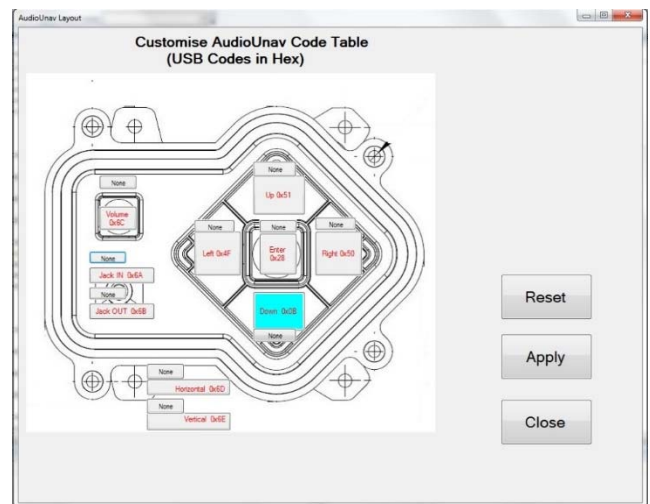 AudioUnav Layout
Customise AudioUnav Code Table
(USB Codes in Hex)
None
Volume
0x6C
None
Jack IN 0x6A
None
Jack OUT 0x6B
None
Up 0x51
None
Left 0x4F
None
Enter
0x28
None
Right 0x50
Down 0x0B
None
None
Horizontal 0x6D
None
Vertical 0x6E
Reset
Apply
Close